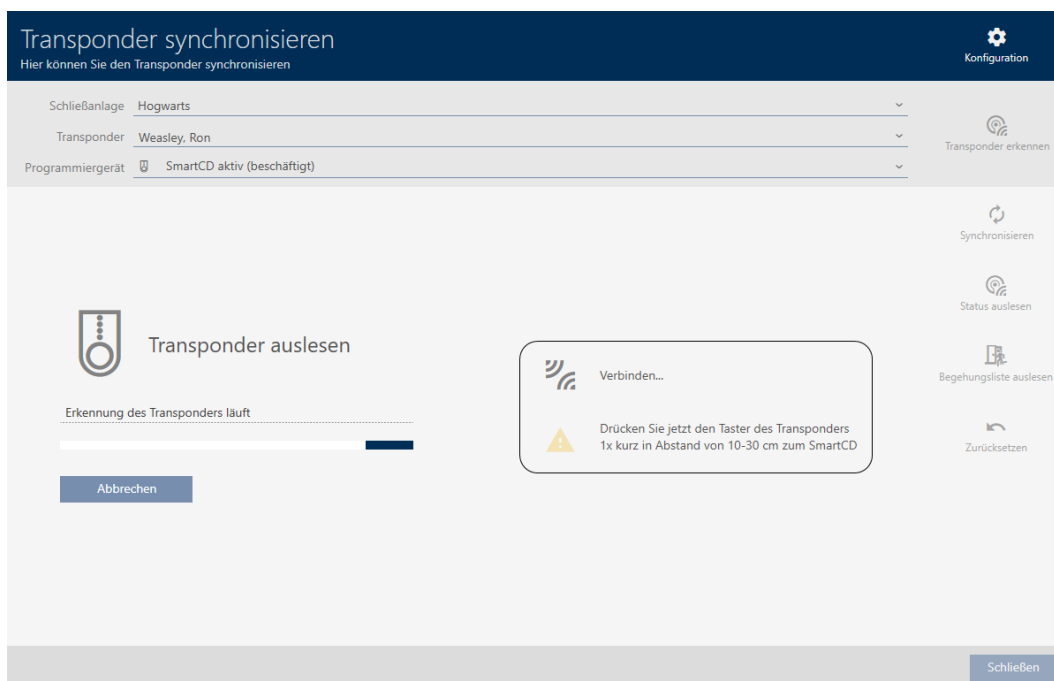 Transponder synchronisieren
Hier können Sie den Transponder synchronisieren
Konfiguration
Schließanlage Hogwarts
Transponder Weasley, Ron
Programmiergerät SmartCD aktiv (beschäftigt)
Transponder erkennen
Synchronisieren
Status auslesen
Begehungsliste auslesen
Zurücksetzen
Transponder auslesen
Erkennung des Transponders läuft
Abbrechen
Verbinden...
Drücken Sie jetzt den Taster des Transponders
1x kurz in Abstand von 10-30 cm zum SmartCD
Schließen